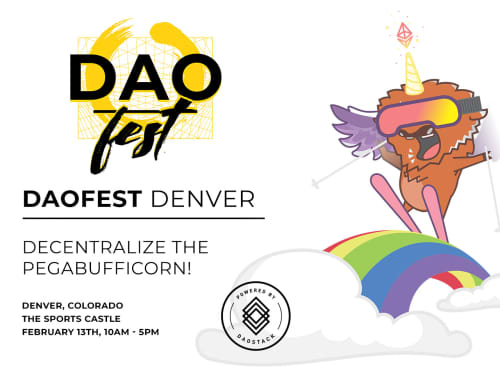 DAO
fest
DAOFEST DENVER
DECENTRALIZE THE
PEGABUFFICORN!
DENVER, COLORADO
THE SPORTS CASTLE
FEBRUARY 13TH, 10AM - 5PM
POWERED BY
DAOSTACK